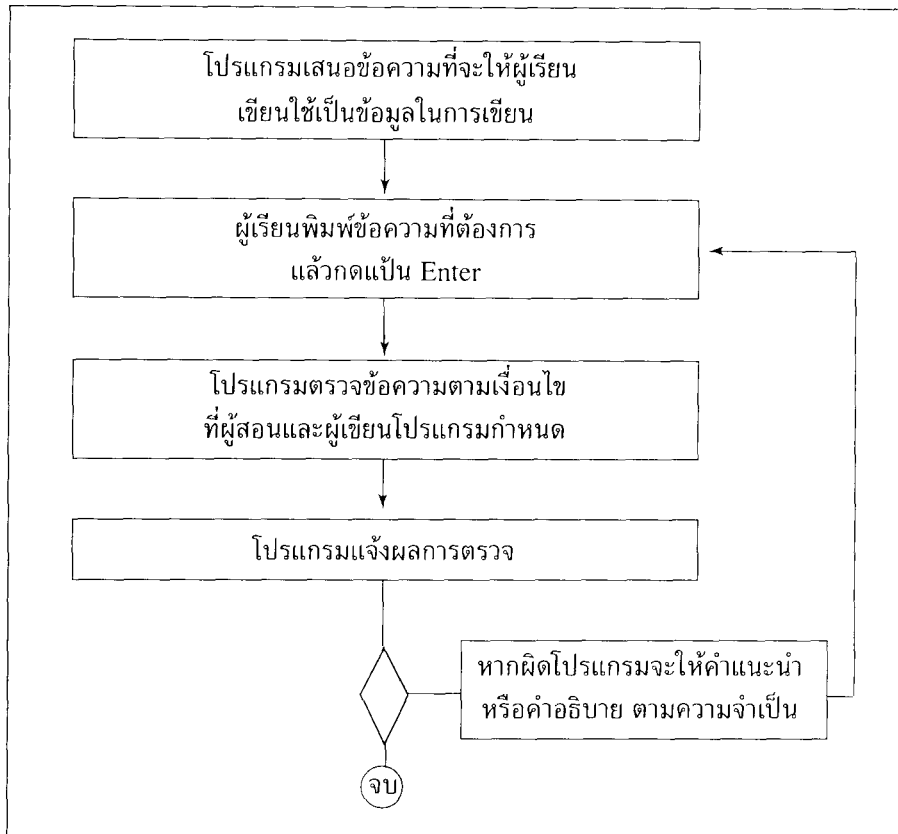 โปรแกรมเสนอข้อความที่จะให้ผู้เรียน
เขียนใช้เป็นข้อมูลในการเขียน
ผู้เรียนพิมพ์ข้อความที่ต้องการ
แล้วกดแป้น Enter
โปรแกรมตรวจข้อความตามเงื่อนไข
ที่ผู้สอนและผู้เขียนโปรแกรมกำหนด
โปรแกรมแจ้งผลการตรวจ
หากผิดโปรแกรมจะให้คำแนะนำ
หรือคำอธิบาย ตามความจำเป็น
จบ